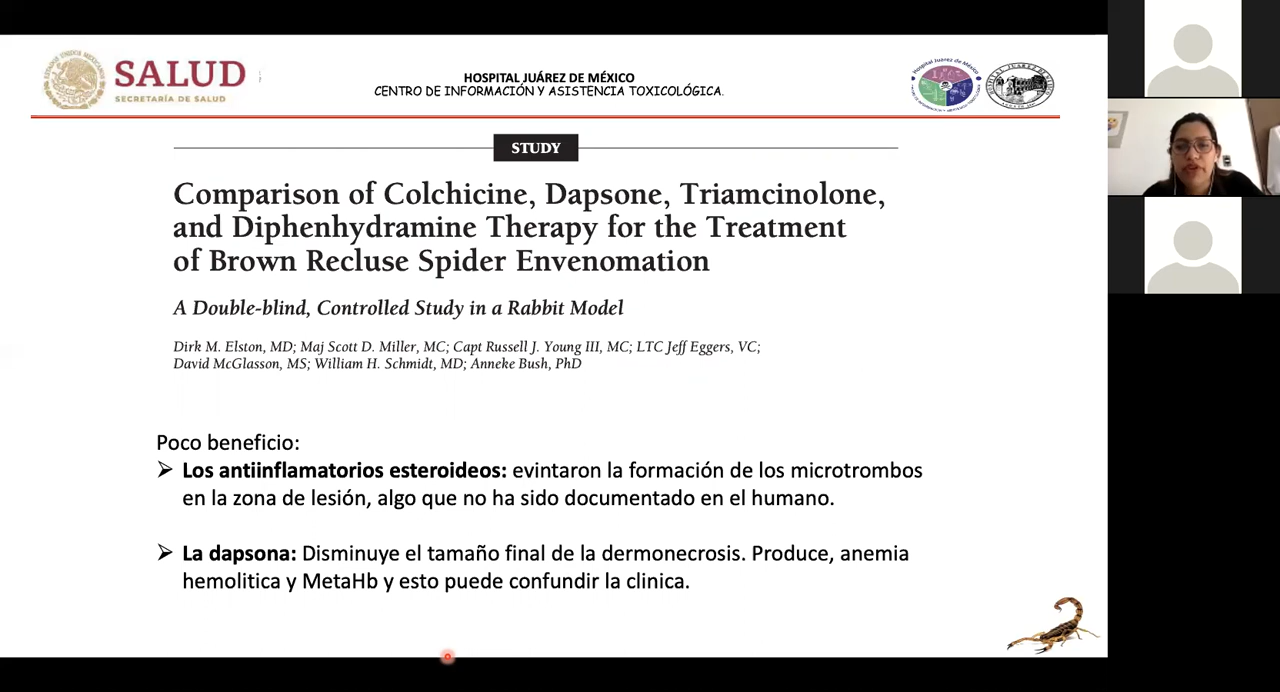 SALUD
SECRETARÍA DE SALUD
HOSPITAL JUÁREZ DE MÉXICO
CENTRO DE INFORMACIÓN Y ASISTENCIA TOXICOLÓGICA.
STUDY
Comparison of Colchicine, Dapsone, Triamcinolone,
and Diphenhydramine Therapy for the Treatment
of Brown Recluse Spider Envenomation
A Double-blind, Controlled Study in a Rabbit Model
Dirk M. Elston, MD; Maj Scott D. Miller, MC; Capt Russell J. Young III, MC; LTC Jeff Eggers, VC;
David McGlasson, MS; William H. Schmidt, MD; Anneke Bush, PhD
Poco beneficio:
➢ Los antiinflamatorios esteroideos: evintaron la formación de los microtrombos
en la zona de lesión, algo que no ha sido documentado en el humano.
➢ La dapsona: Disminuye el tamaño final de la dermonecrosis. Produce, anemia
hemolitica y MetaHb y esto puede confundir la clinica.